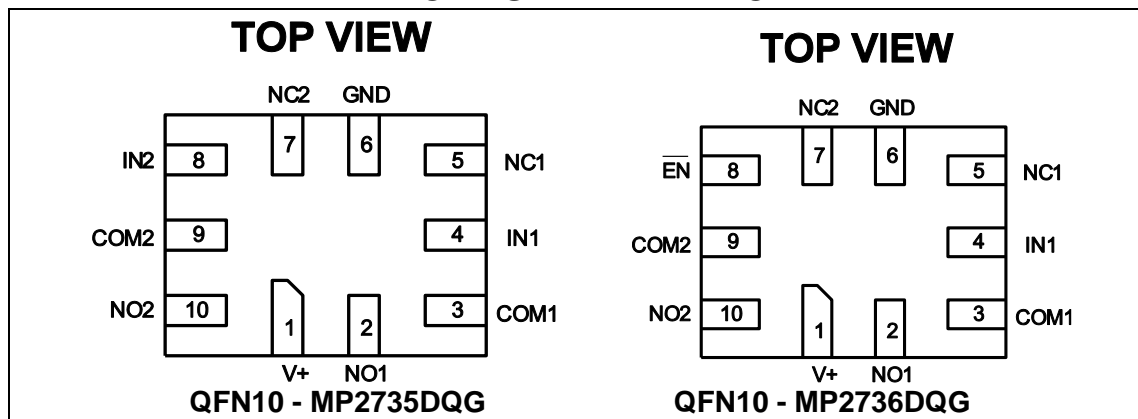 TOP VIEW
NC2 GND
7 6
IN2 8 5 NC1
COM2 9 4 IN1
NO2 10 3 COM1
1 2
V+ NO1
QFN10 - MP2735DQG
TOP VIEW
NC2 GND
7 6
EN 8 5 NC1
COM2 9 4 IN1
NO2 10 3 COM1
1 2
V+ NO1
QFN10 - MP2736DQG